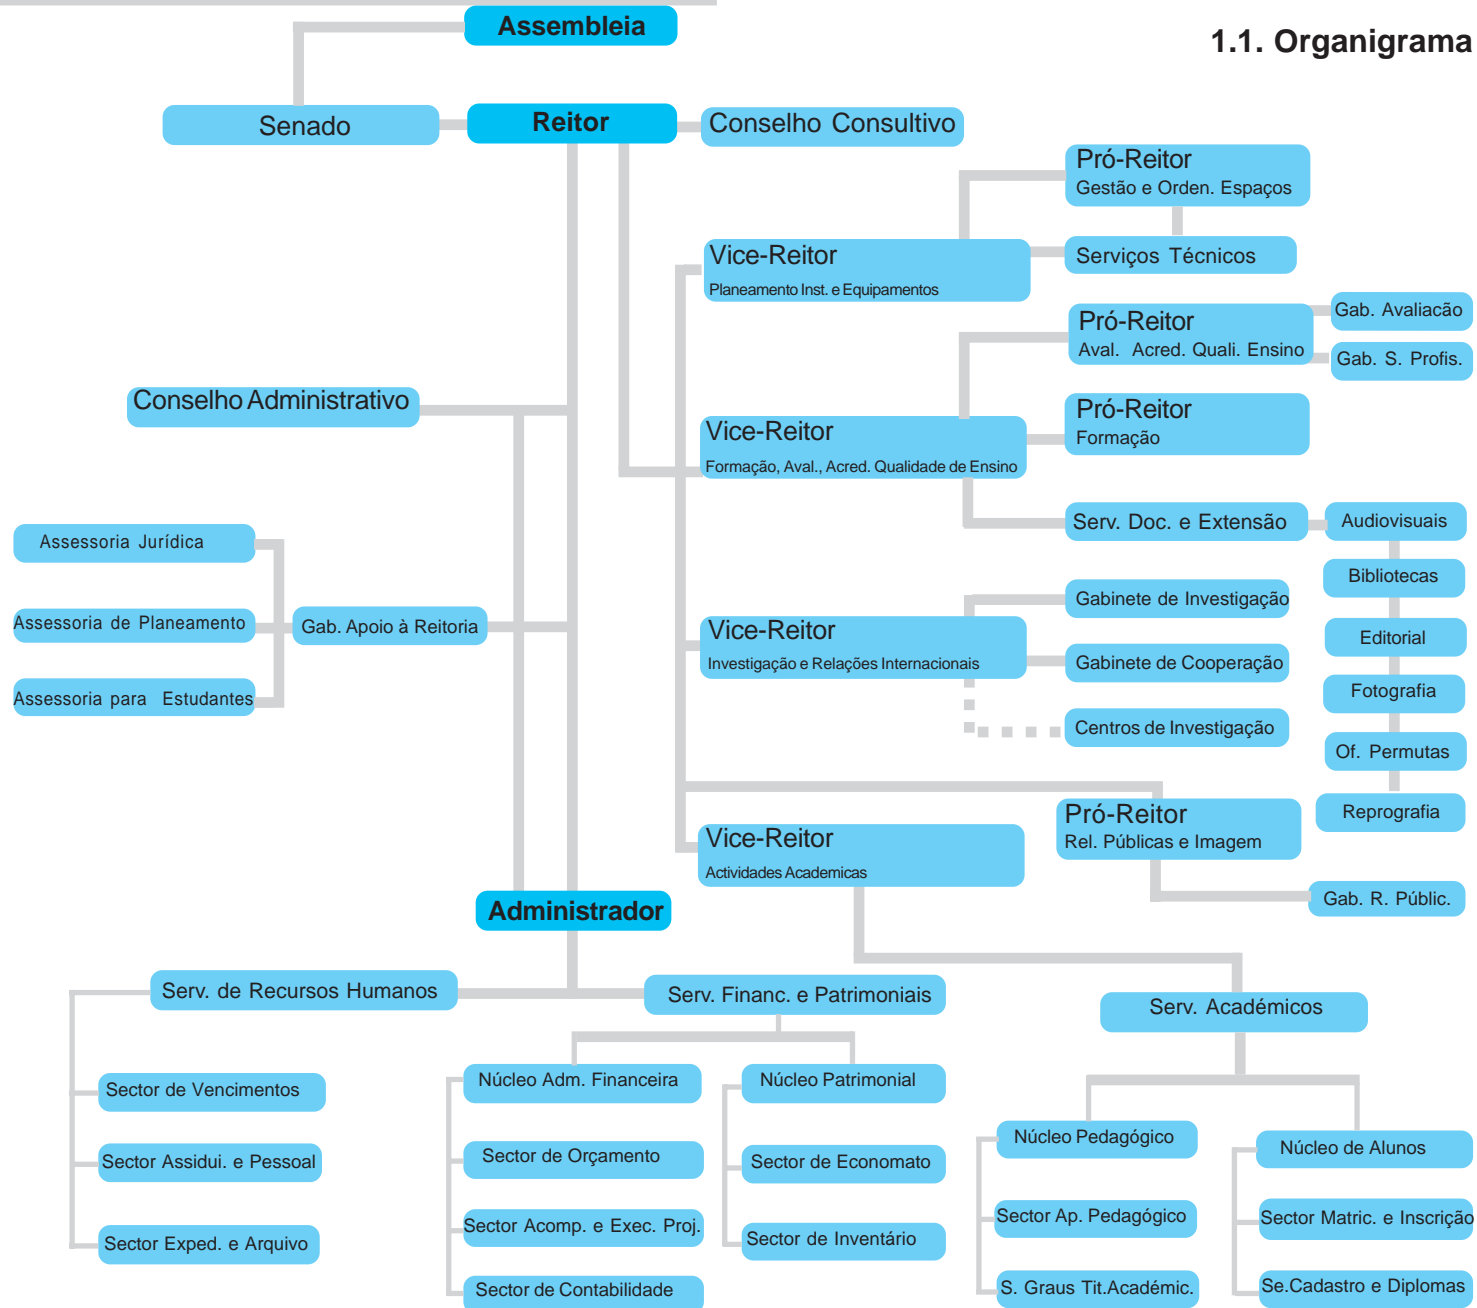 Assembleia
1.1. Organigrama
Senado
Reitor
Conselho Consultivo
Pró-Reitor
Gestão e Orden. Espaços
Vice-Reitor
Planeamento Inst. e Equipamentos
Serviços Técnicos
Pró-Reitor
Aval. Acred. Quali. Ensino
Gab. Avaliacão
Gab. S. Profis.
Conselho Administrativo
Vice-Reitor
Formação, Aval., Acred. Qualidade de Ensino
Pró-Reitor
Formação
Serv. Doc. e Extensão
Audiovisuais
Bibliotecas
Editorial
Fotografia
Of. Permutas
Reprografia
Assessoria Jurídica
Assessoria de Planeamento
Assessoria para Estudantes
Gab. Apoio à Reitoria
Vice-Reitor
Investigação e Relações Internacionais
Gabinete de Investigação
Gabinete de Cooperação
Centros de Investigação
Vice-Reitor
Actividades Academicas
Pró-Reitor
Rel. Públicas e Imagem
Gab. R. Públic.
Administrador
Serv. de Recursos Humanos
Serv. Financ. e Patrimoniais
Serv. Académicos
Sector de Vencimentos
Sector Assidui. e Pessoal
Sector Exped. e Arquivo
Núcleo Adm. Financeira
Sector de Orçamento
Sector Acomp. e Exec. Proj.
Sector de Contabilidade
Núcleo Patrimonial
Sector de Economato
Sector de Inventário
Núcleo Pedagógico
Sector Ap. Pedagógico
S. Graus Tit.Académic.
Núcleo de Alunos
Sector Matric. e Inscrição
Se.Cadastro e Diplomas